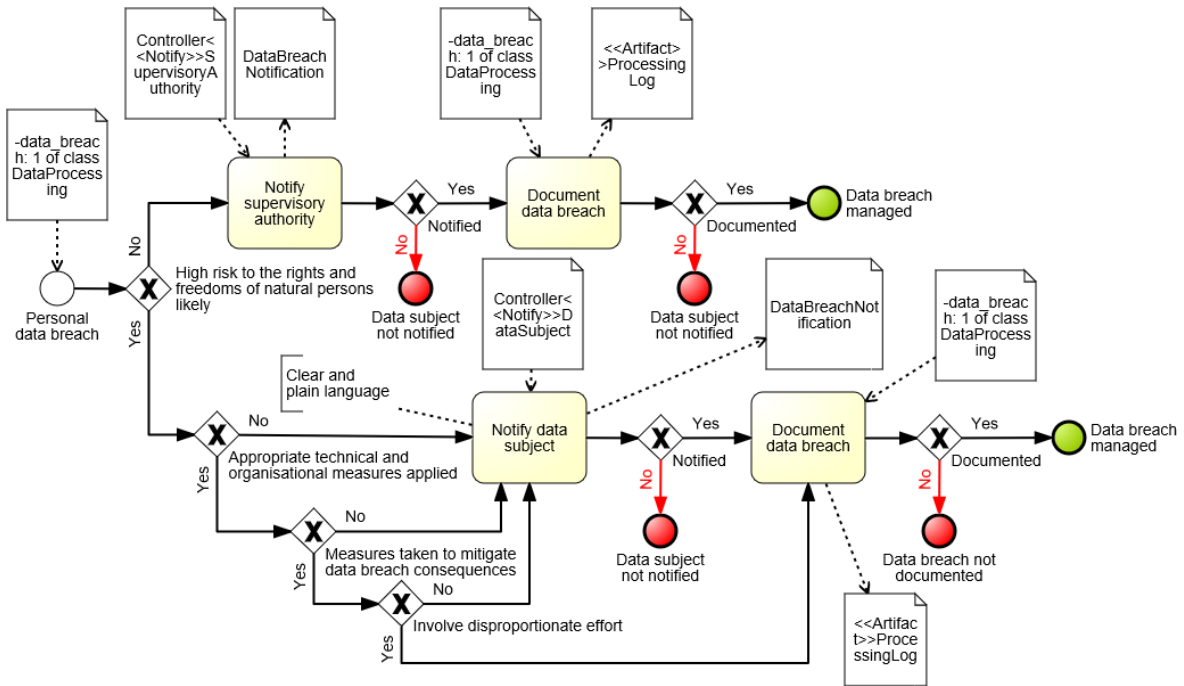 Controller<
<Notify>>S
upervisoryA
uthority
DataBreach
Notification
-data_breac
h: 1 of class
DataProcess
ing
<<Artifact>
>Processing
Log
-data_breac
h: 1 of class
DataProcess
ing
Notify
supervisory
authority
Yes
Notified
No
Document
data breach
Yes
Documented
No
Data breach
managed
No
High risk to the rights and
freedoms of natural persons
likely
Yes
Personal
data breach
Data subject
not notified
Data subject
not notified
Controller<
<Notify>>D
ataSubject
DataBreachNot
ification
-data_breac
h: 1 of class
DataProcess
ing
Clear and
plain language
No
Appropriate technical and
organisational measures applied
Yes
Notify data
subject
Yes
Notified
No
Document
data breach
Yes
Documented
No
Data breach
managed
No
Measures taken to mitigate
data breach consequences
Yes
Data subject
not notified
Data breach not
documented
No
Involve disproportionate effort
Yes
<<Artifac
t>>Proce
ssingLog